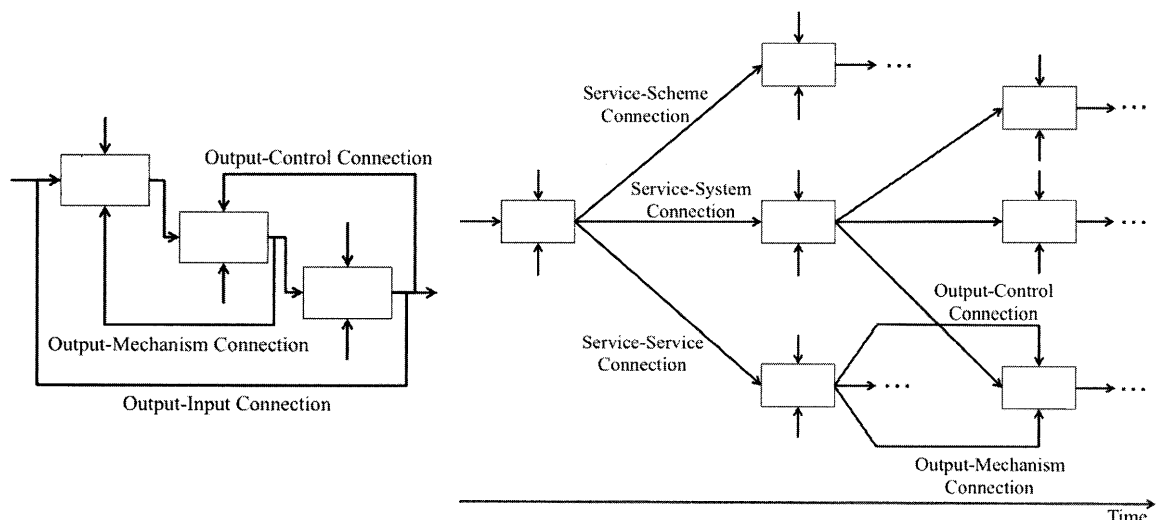 Output-Control Connection
Output-Mechanism Connection
Output-Input Connection
Service-Scheme
Connection
...
...
Service-System
Connection
...
Output-Control
Connection
Service-Service
Connection
...
...
Output-Mechanism
Connection
Time